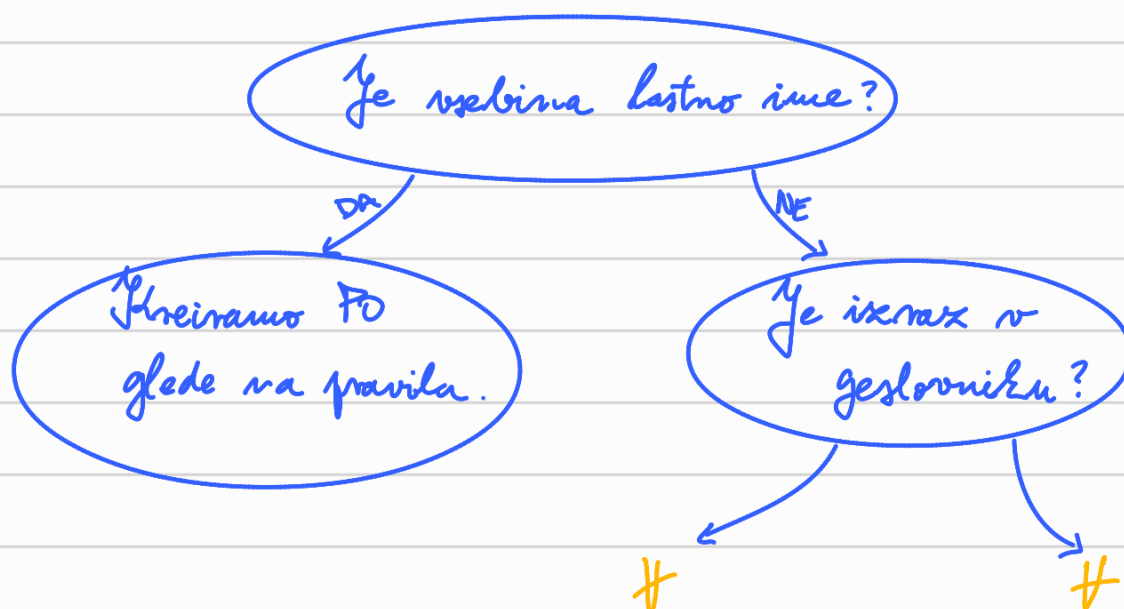 Je vsebina lastno ime?
DA
NE
Kreiramo PO
glede na pravila.
Je izraz v
geslovniku?
#
#